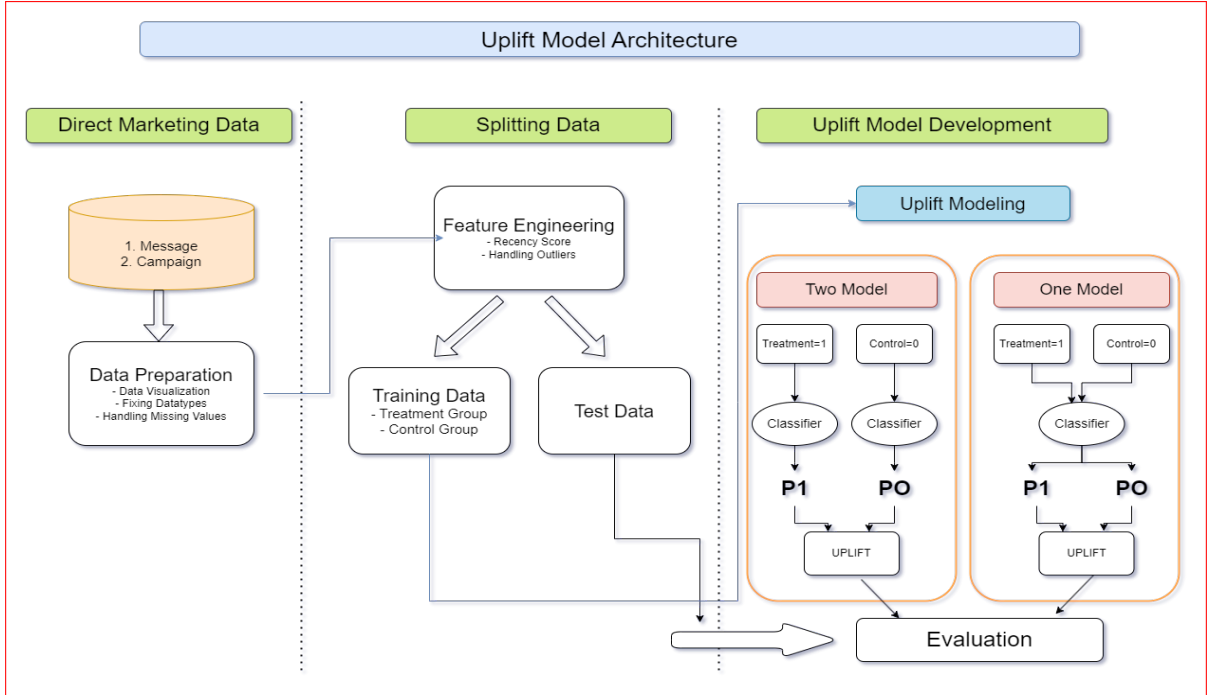 Uplift Model Architecture
Direct Marketing Data
1. Message
2. Campaign
Data Preparation
- Data Visualization
- Fixing Datatypes
- Handling Missing Values
Splitting Data
Feature Engineering
- Recency Score
- Handling Outliers
Training Data
- Treatment Group
- Control Group
Test Data
Uplift Model Development
Uplift Modeling
Two Model
Treatment=1
Control=0
Classifier
Classifier
P1
PO
UPLIFT
One Model
Treatment=1
Control=0
Classifier
P1
PO
UPLIFT
Evaluation